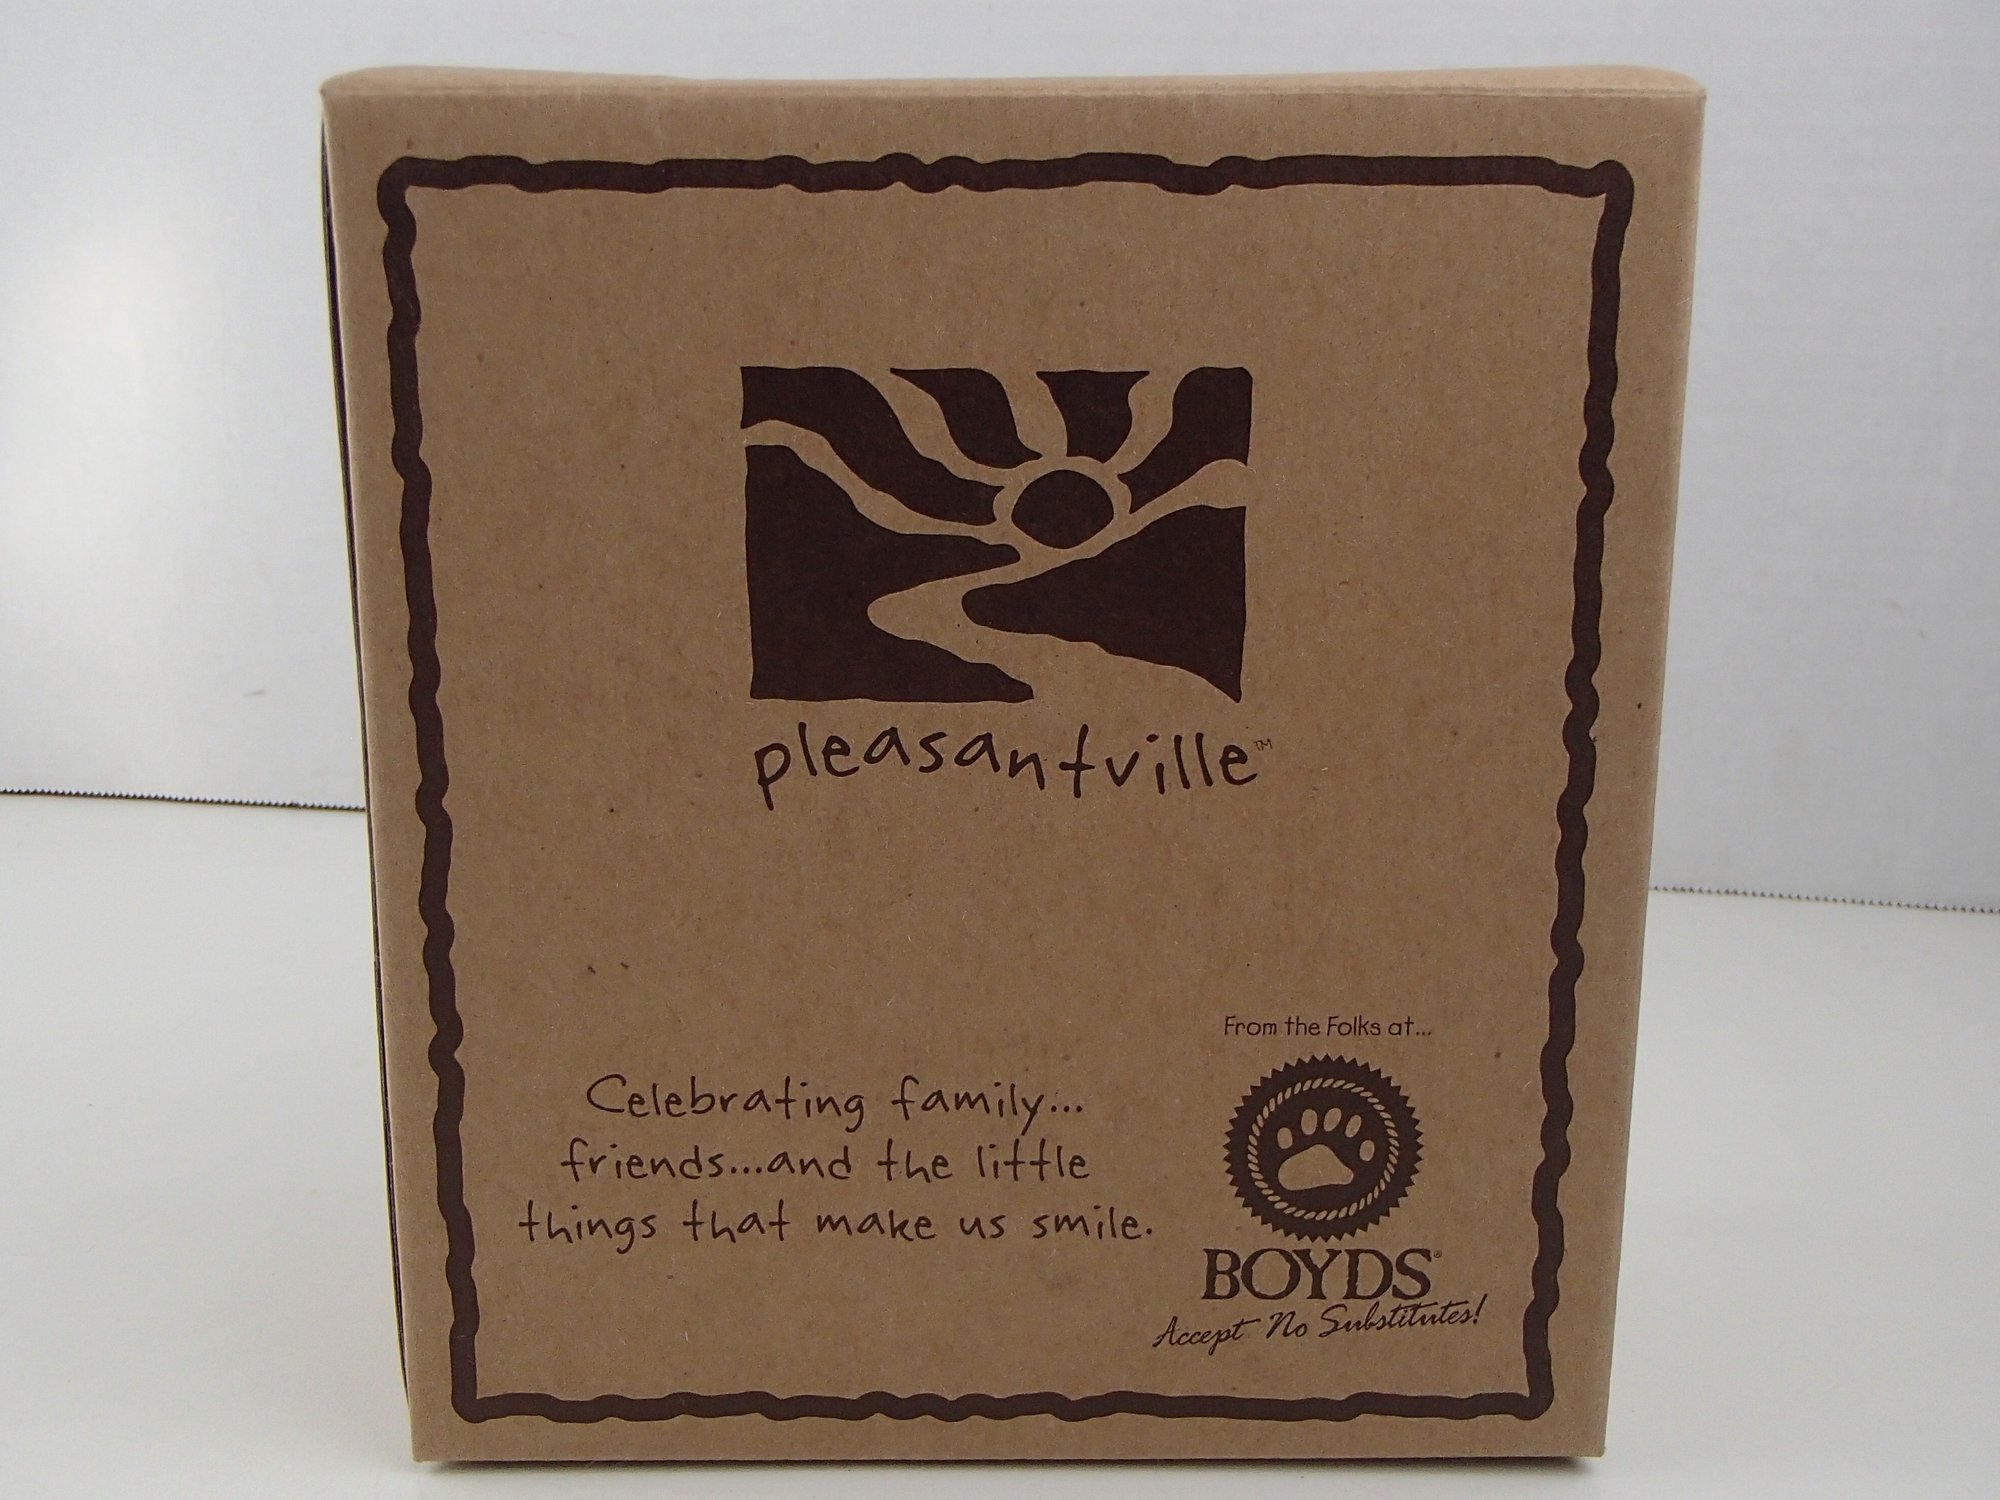 pleasantville™
From the Folks at...
Celebrating family...
friends...and the little
things that make us smile.
BOYDS®
Accept No Substitutes!